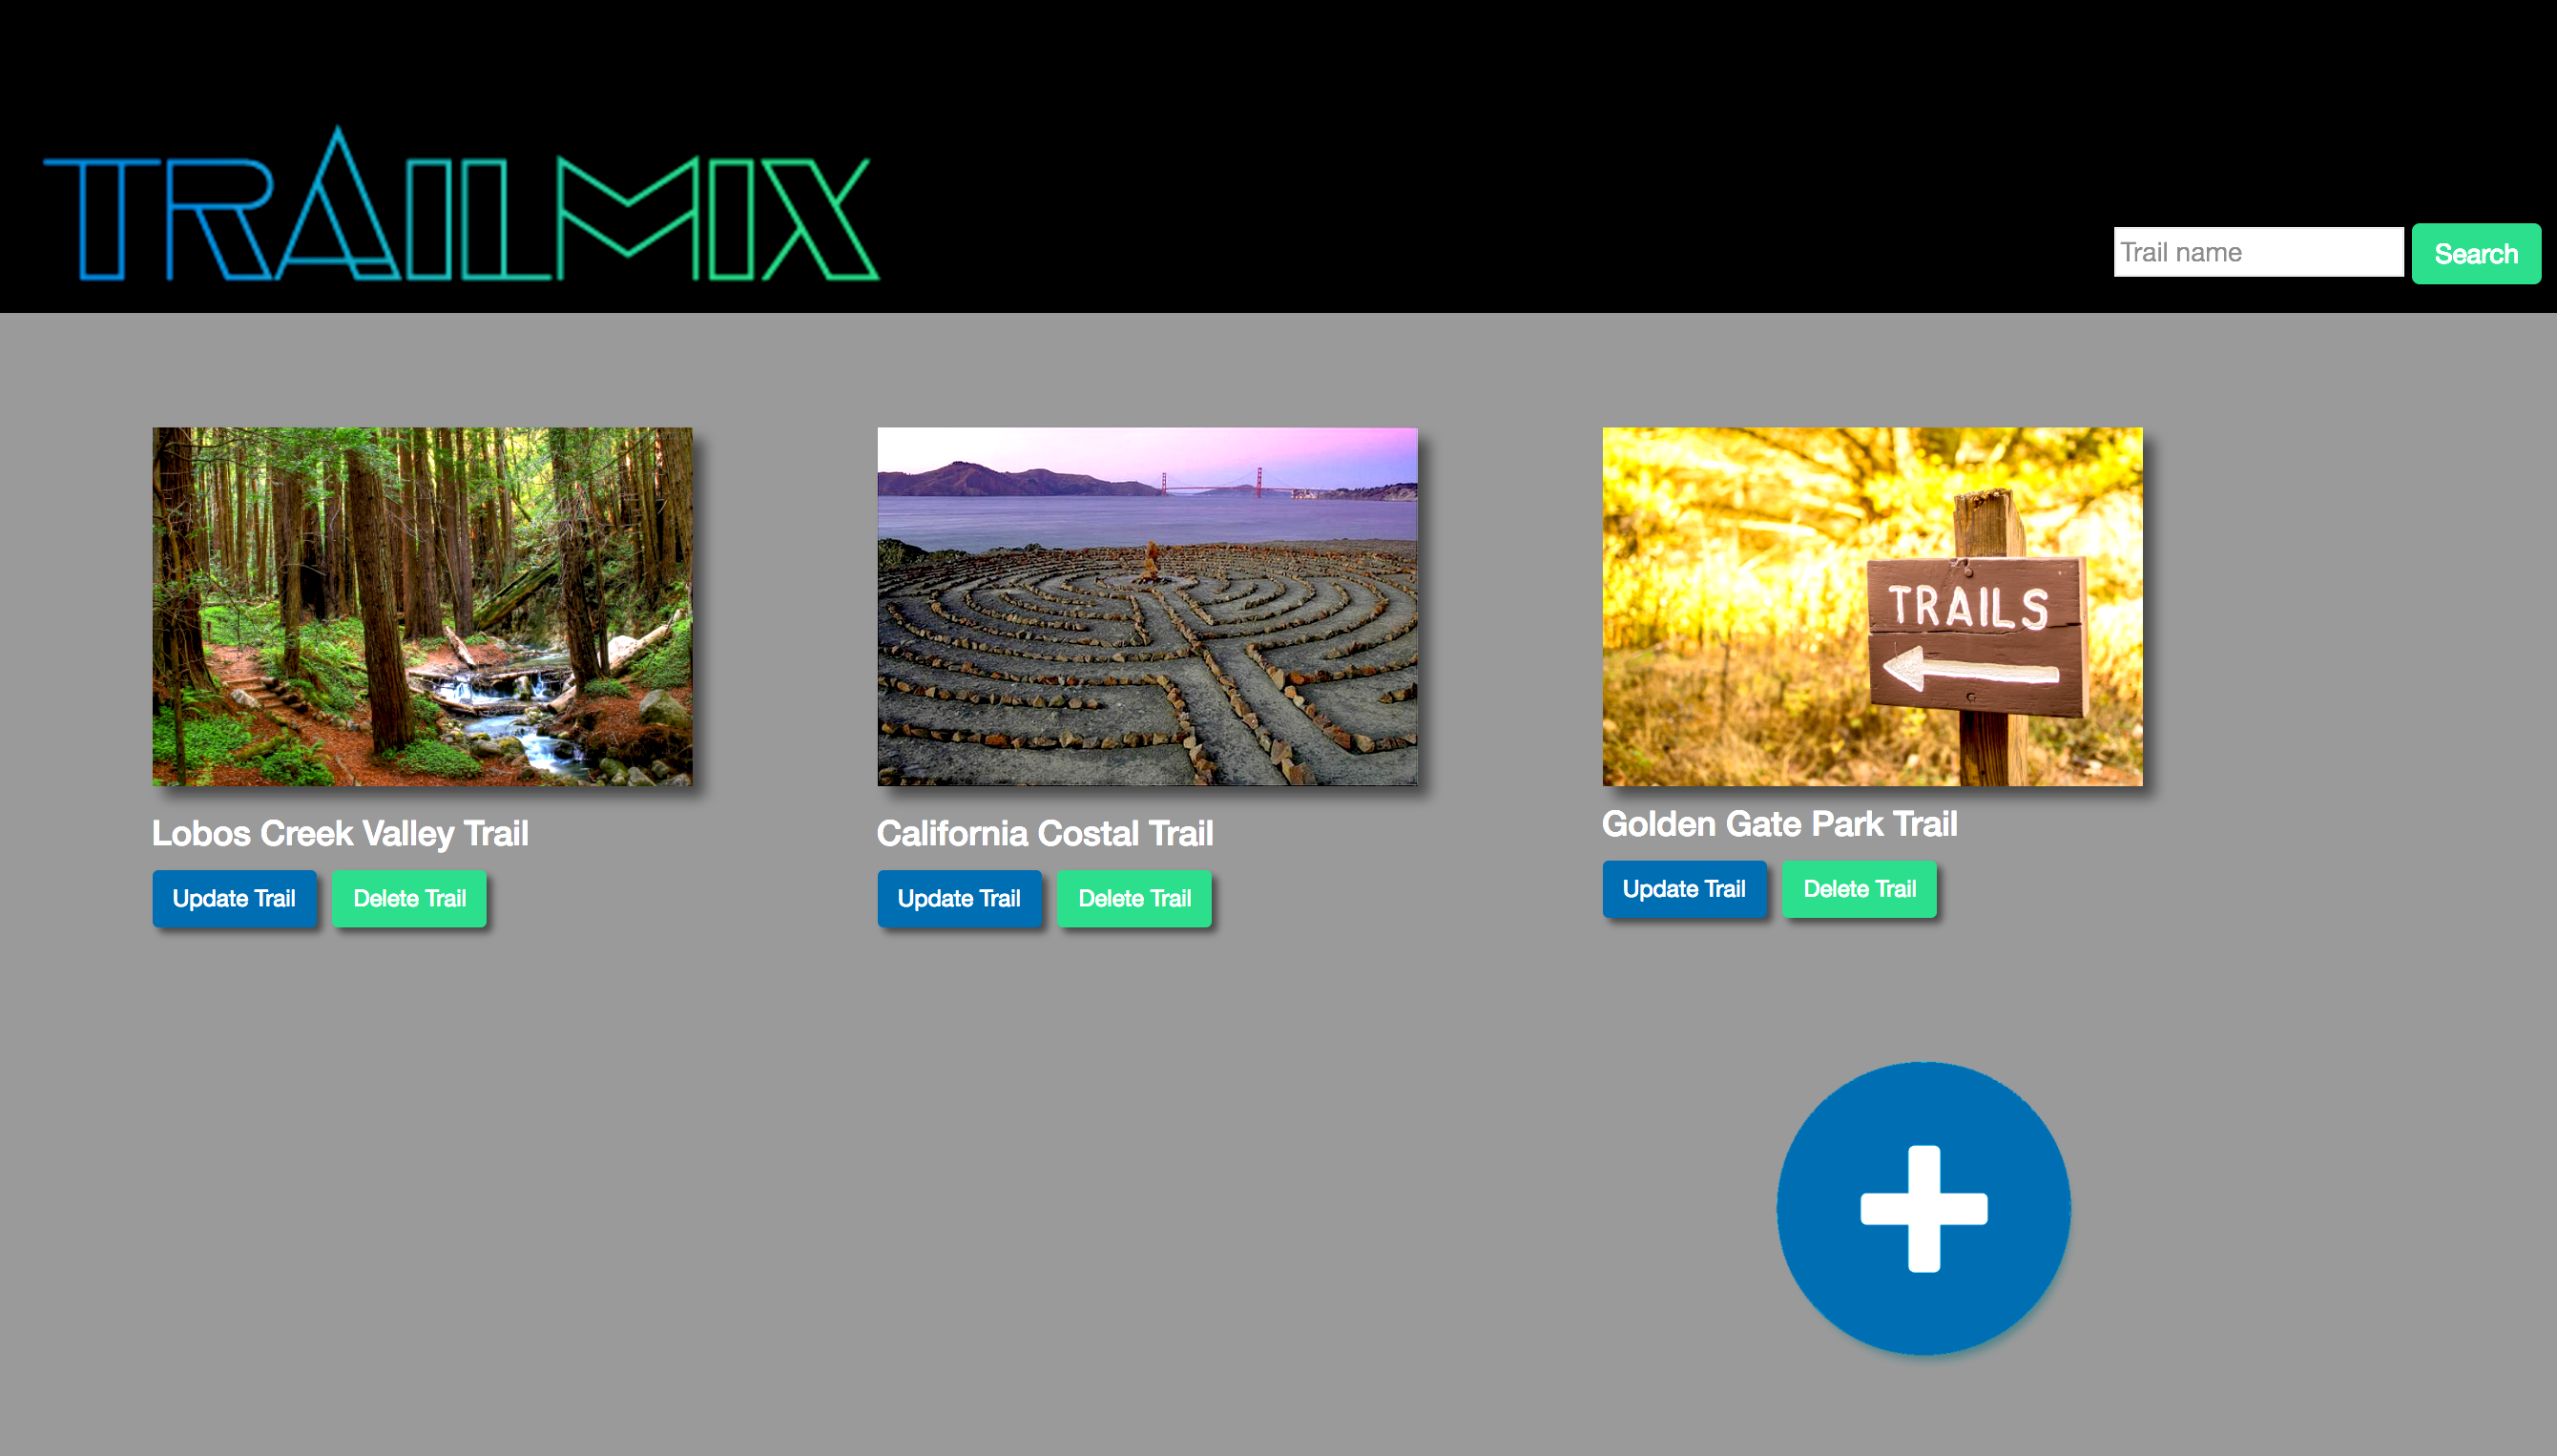 TRAILMIX
Trail name
Search
TRAILS
Lobos Creek Valley Trail
California Costal Trail
Golden Gate Park Trail
Update Trail
Delete Trail
Update Trail
Delete Trail
Update Trail
Delete Trail